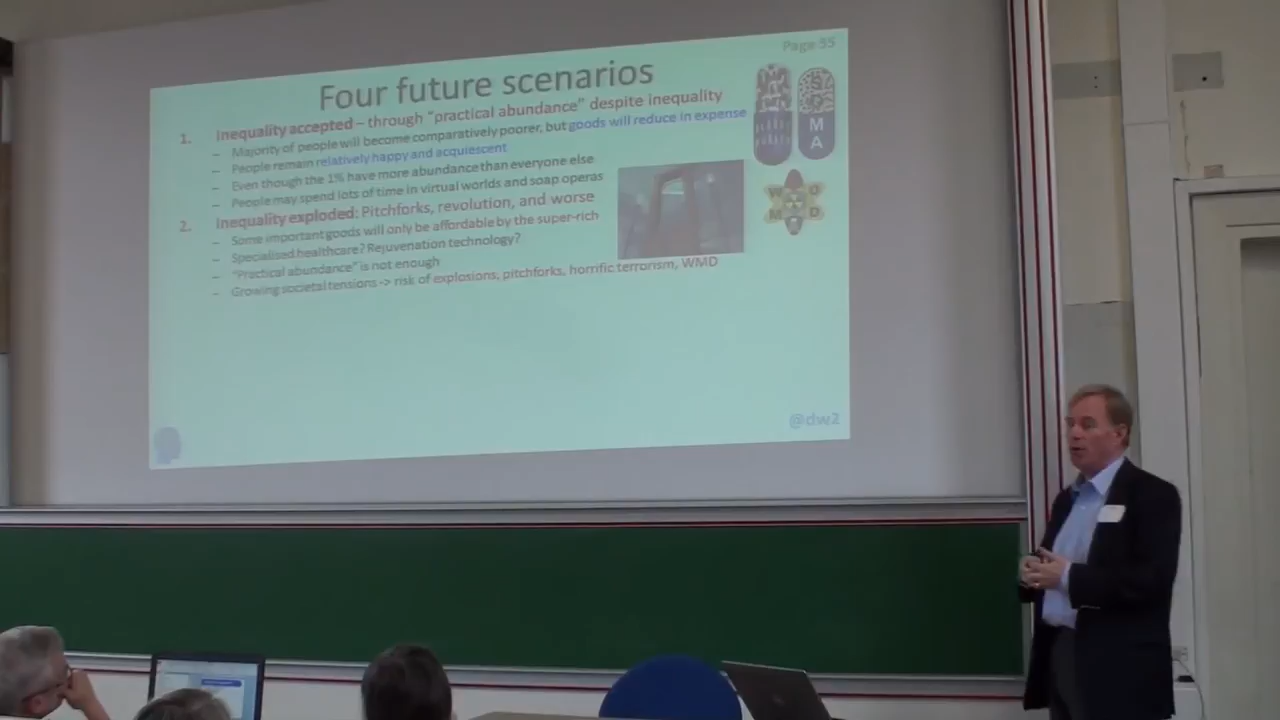 Page 55
Four future scenarios
1. Inequality accepted – through "practical abundance" despite inequality
– Majority of people will become comparatively poorer, but goods will reduce in expense
– People remain relatively happy and acquiescent
– Even though the 1% have more abundance than everyone else
– People may spend lots of time in virtual worlds and soap operas
2. Inequality exploded: Pitchforks, revolution, and worse
– Some important goods will only be affordable by the super-rich
– Specialised healthcare? Rejuvenation technology?
– "Practical abundance" is not enough
– Growing societal tensions -> risk of explosions, pitchforks, horrific terrorism, WMD
S
D
M
A
W
M
D
@dw2